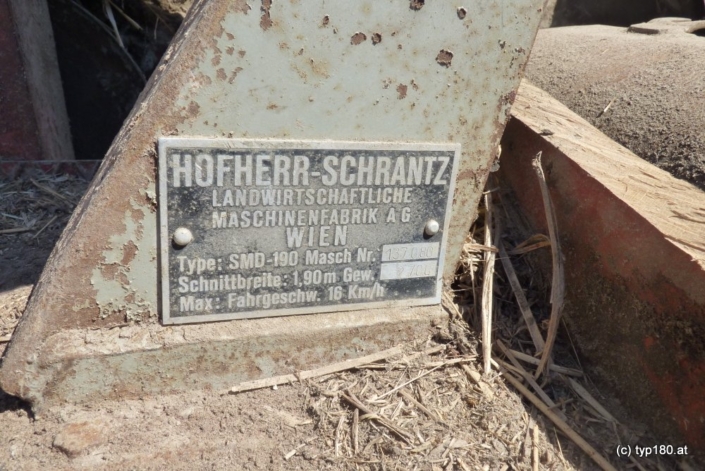 HOFHERR-SCHRANTZ
LANDWIRTSCHAFTLICHE
MASCHINENFABRIK AG
WIEN
Type: SMD-190 Masch Nr.
Schnittbreite: 1,90m Gew.
Max: Fahrgeschw. 16 Km/h
(c) typ180.at